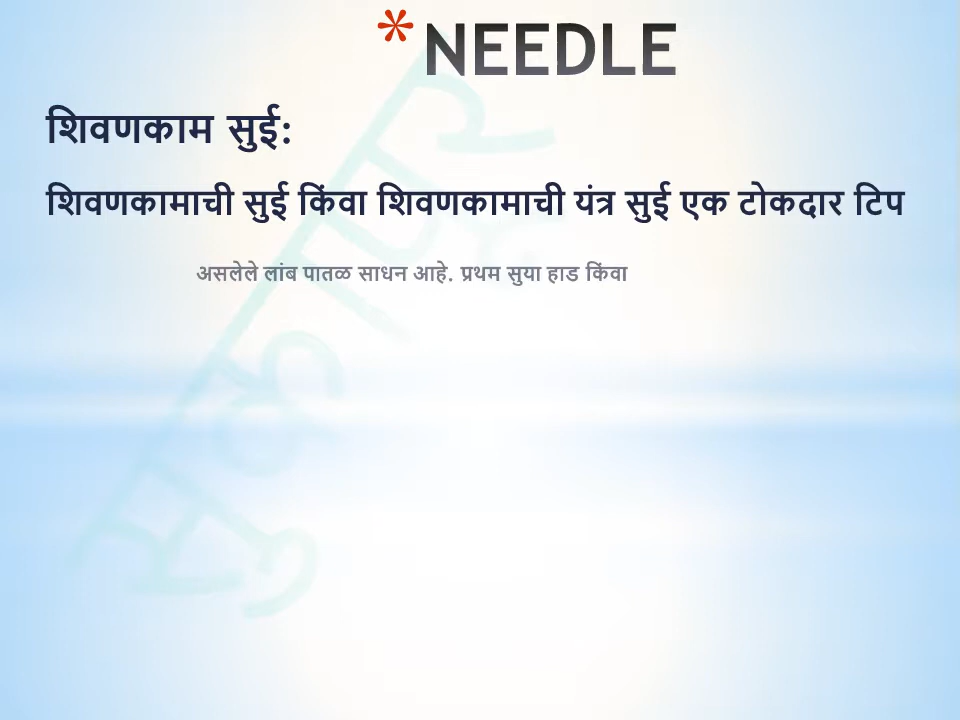 * NEEDLE
शिवणकाम सुई:
शिवणकामाची सुई किंवा शिवणकामाची यंत्र सुई एक टोकदार टिप
असलेले लांब पातळ साधन आहे. प्रथम सुया हाड किंवा